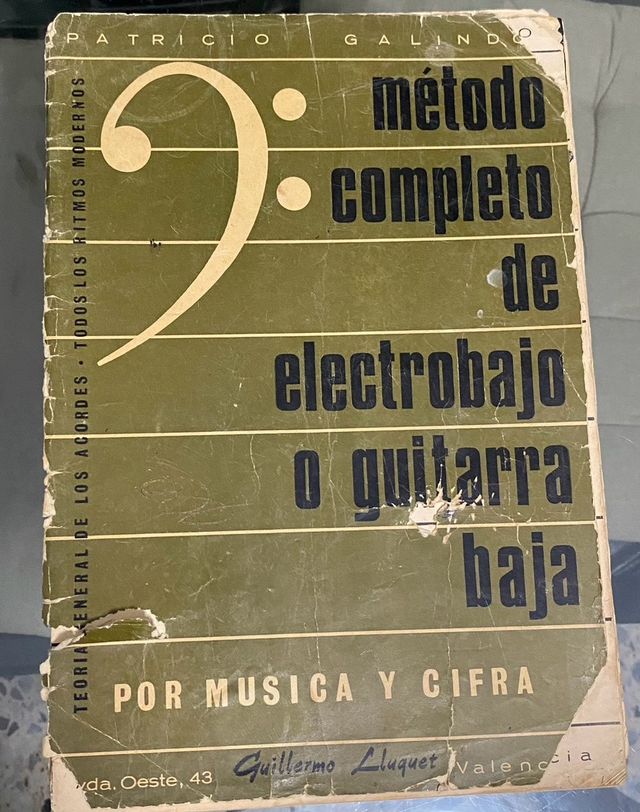 PATRICIO GALINDO
método
completo
de
electrobajo
o guitarra
baja
TEORIA GENERAL DE LOS ACORDES · TODOS LOS RITMOS MODERNOS
POR MUSICA Y CIFRA
vda. Oeste, 43 Guillermo Lluquet Valencia